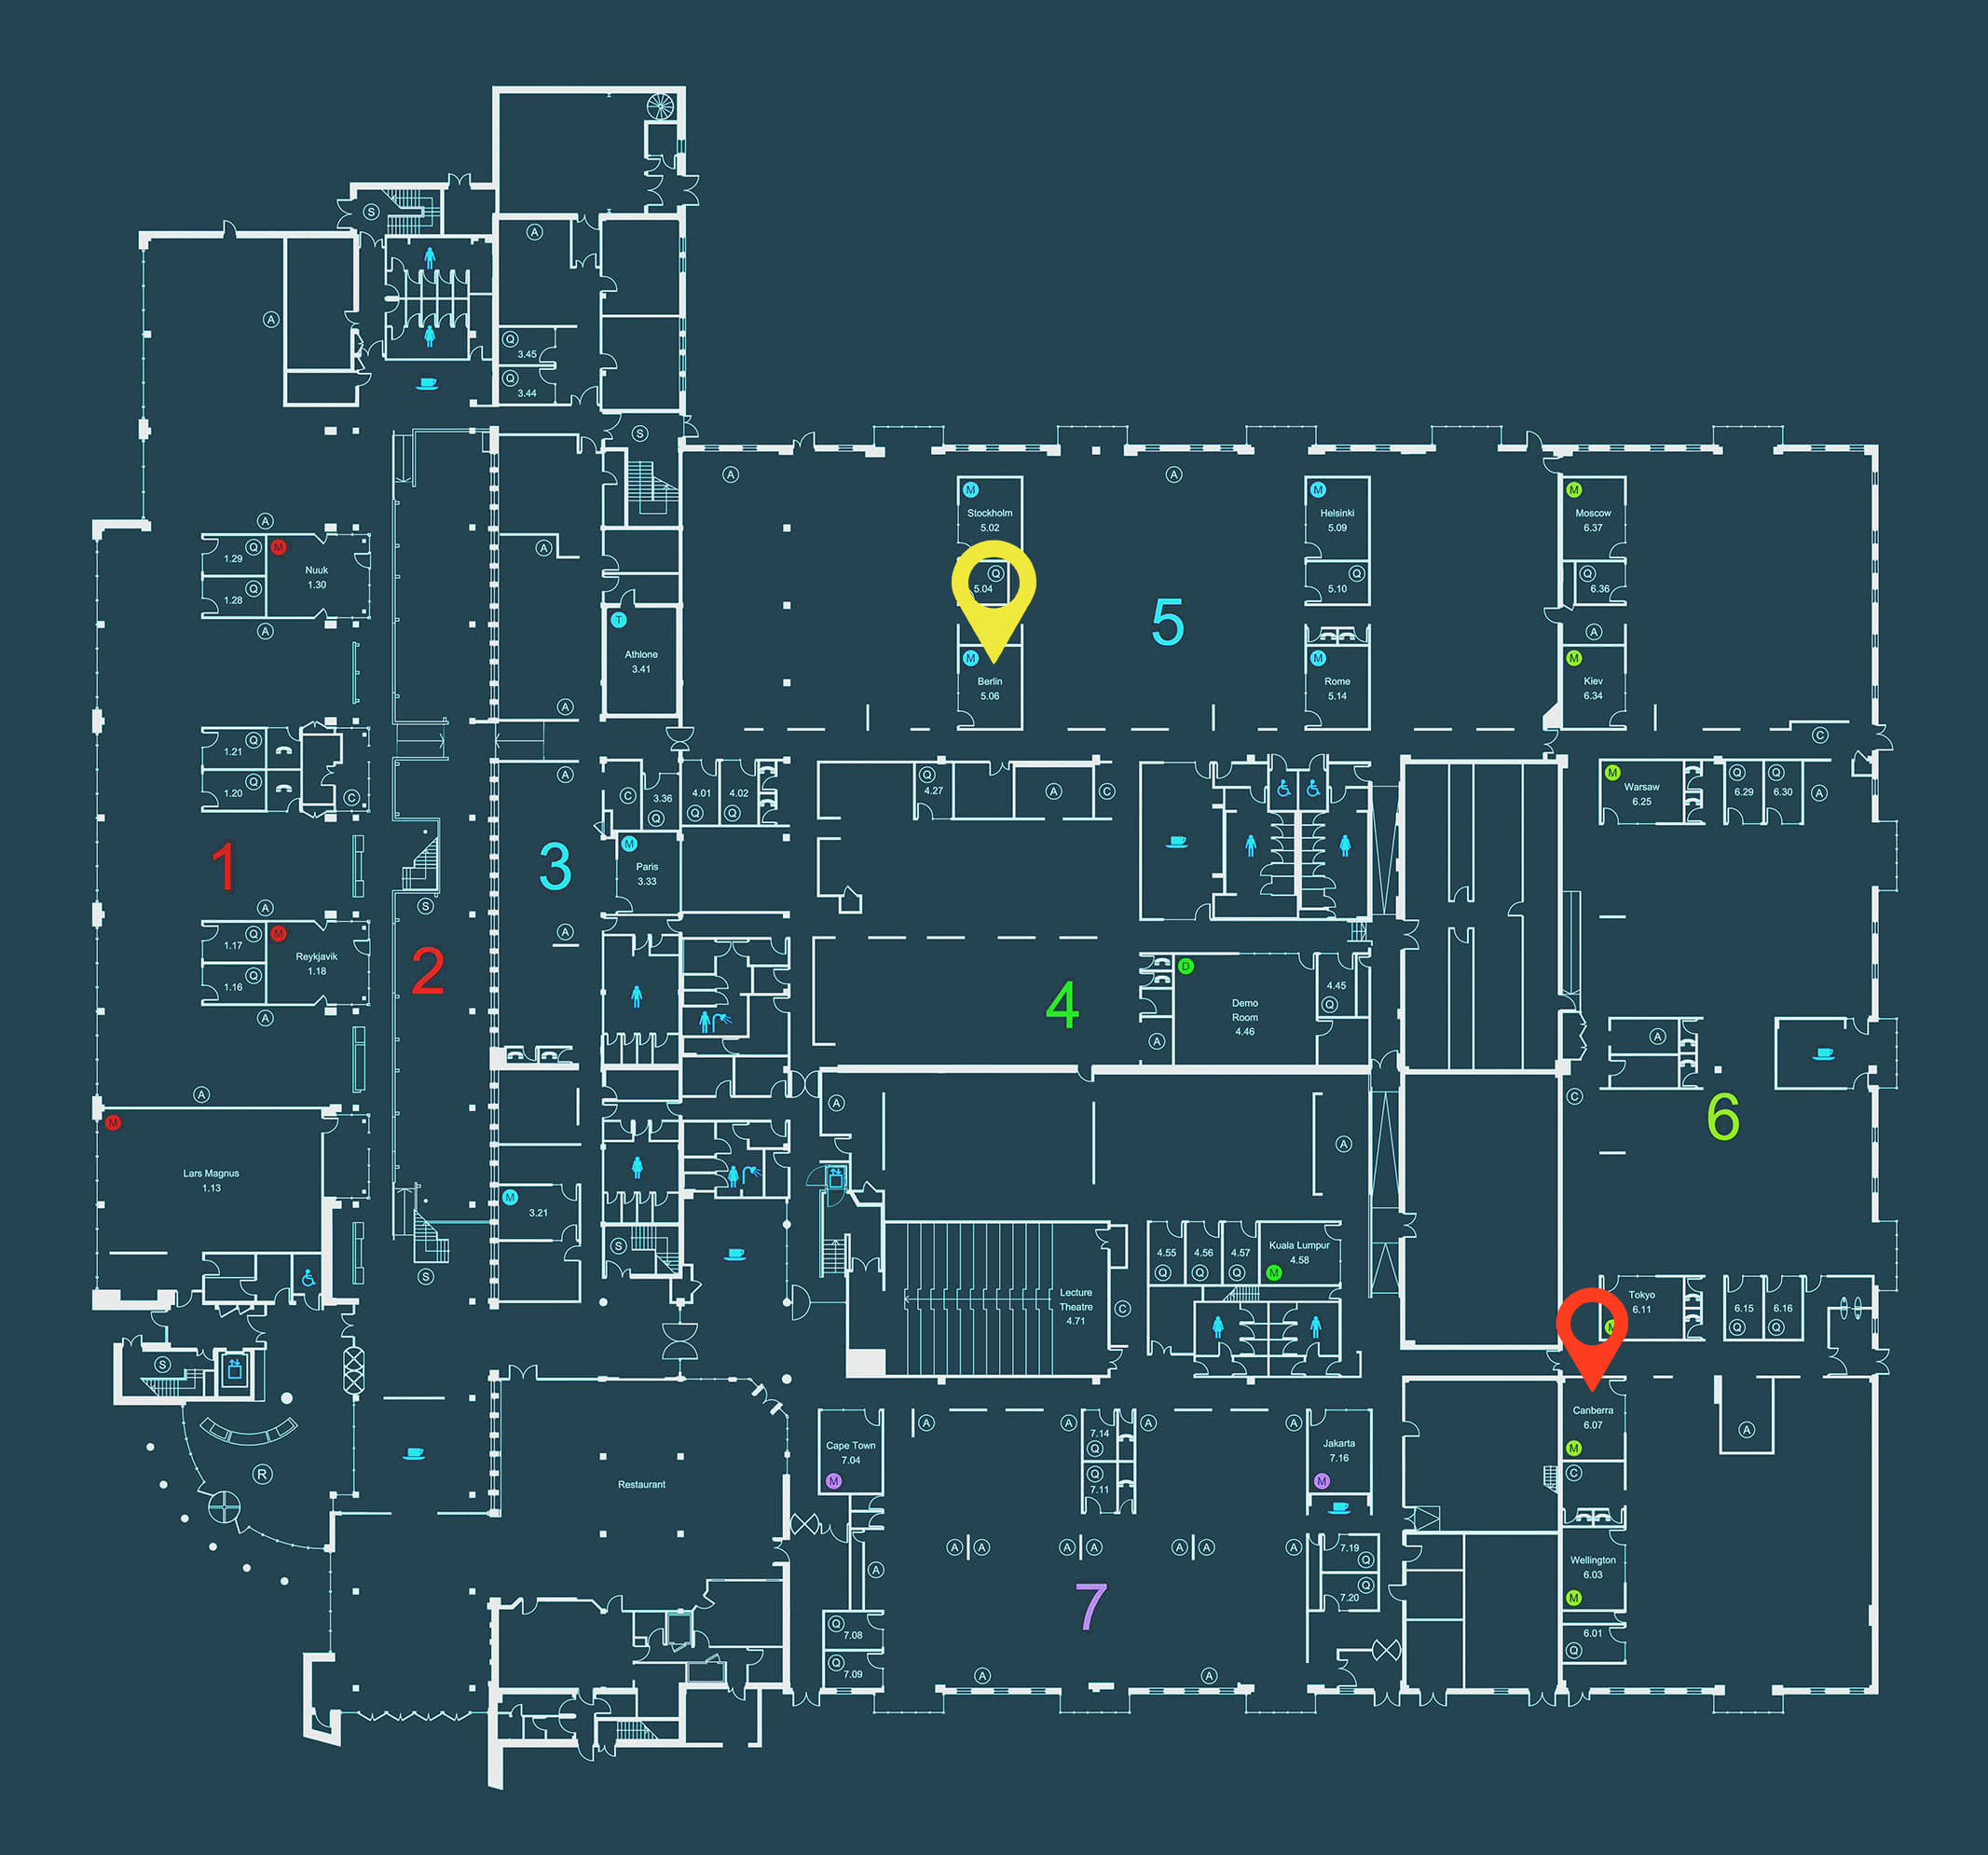 S
A
A
Q
3.45
Q
3.44
S
A
A
M
Stockholm
5.02
M
Helsinki
5.09
M
Moscow
6.37
A
Q
1.29
M
Nuuk
1.30
Q
1.28
A
A
Q
5.04
Q
5.10
Q
6.36
T
Athlone
3.41
5
A
M
Berlin
5.06
M
Rome
5.14
M
Kiev
6.34
A
C
Q
1.21
Q
1.20
C
A
C
3.36
Q
4.01
Q
4.02
Q
Q
4.27
A
C
M
Warsaw
6.25
Q
6.29
Q
6.30
A
1
3
M
Paris
3.33
A
S
A
Q
1.17
M
Reykjavik
1.18
Q
1.16
A
2
4
A
D
Demo
Room
4.46
4.45
Q
A
A
C
6
A
A
M
Lars Magnus
1.13
M
3.21
S
S
4.55
Q
4.56
Q
4.57
Q
Kuala Lumpur
4.58
M
Lecture
Theatre
4.71
C
Tokyo
6.11
M
6.15
Q
6.16
Q
S
R
Restaurant
Cape Town
7.04
M
A
A
7.14
Q
Q
7.11
A
A
Jakarta
7.16
M
Canberra
6.07
M
C
A
A
A
A
A
A
A
A
A
7.19
Q
Q
7.20
Wellington
6.03
M
7
Q
7.08
Q
7.09
A
A
6.01
Q